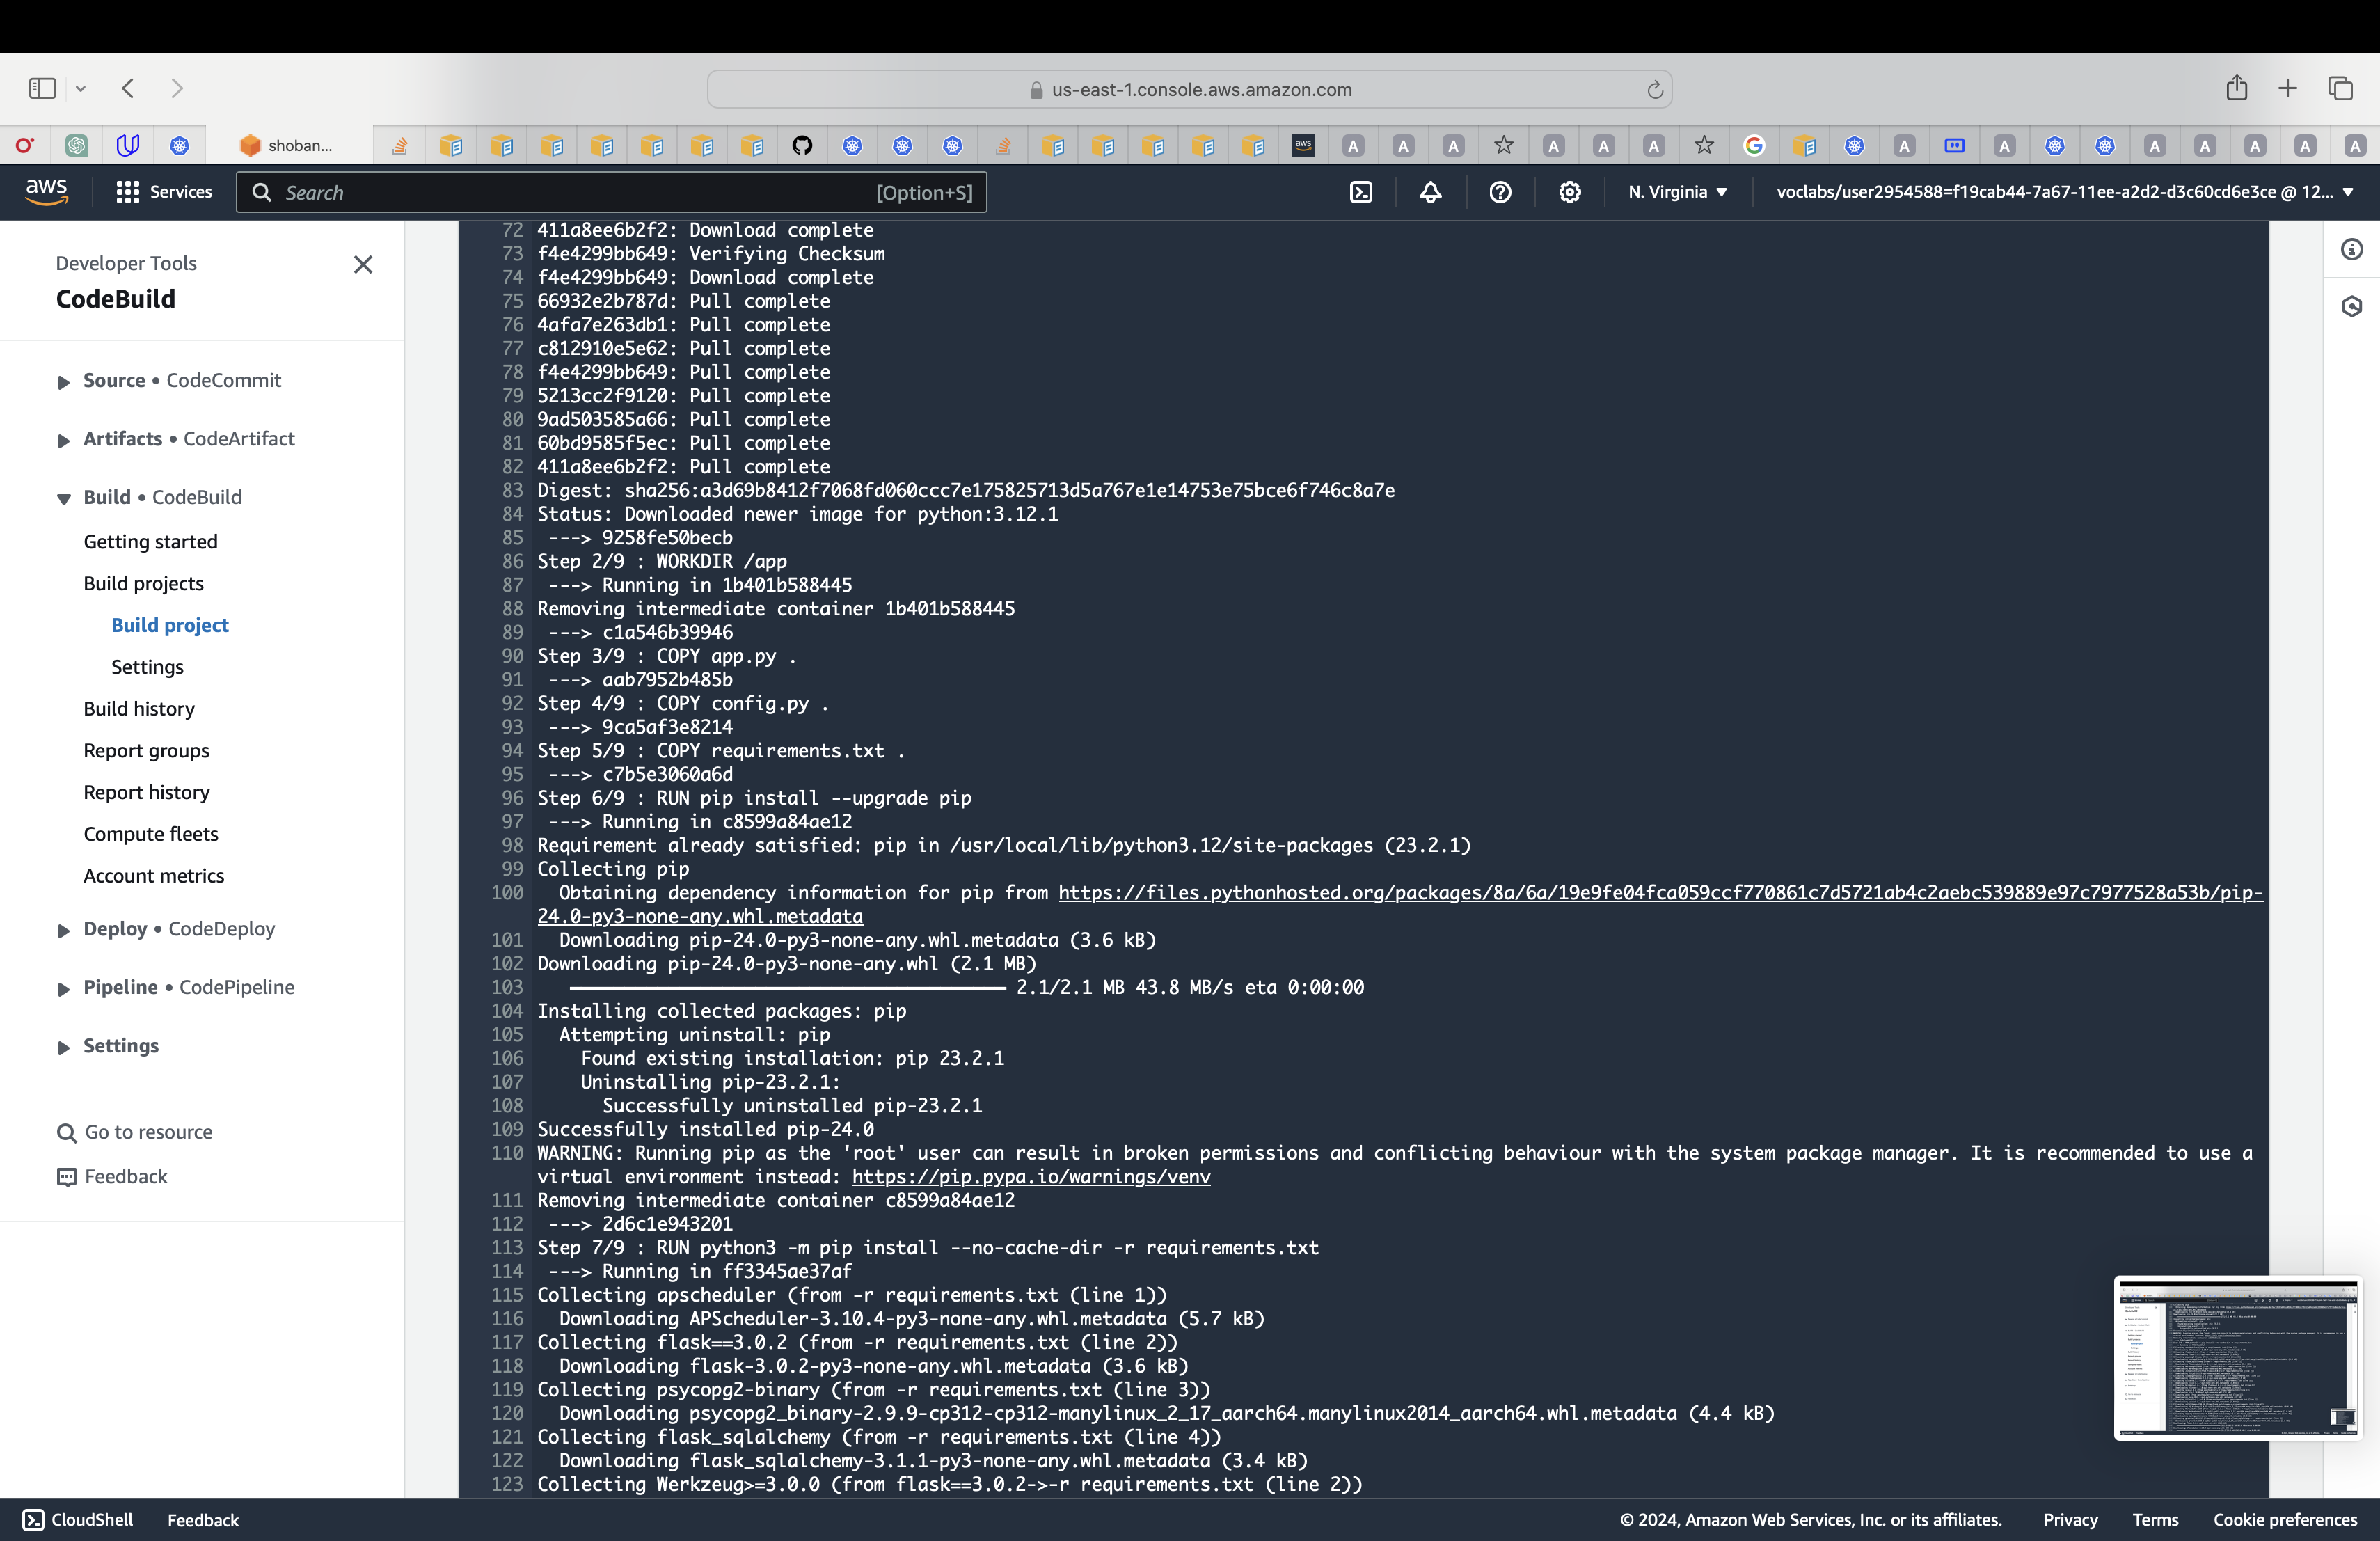 us-east-1.console.aws.amazon.com
shoban...
aws
A A A A A A A A A A A A A
aws
Services
Search
[Option+S]
N. Virginia
voclabs/user2954588=f19cab44-7a67-11ee-a2d2-d3c60cd6e3ce @ 12...
Developer Tools
CodeBuild
Source • CodeCommit
Artifacts • CodeArtifact
Build • CodeBuild
Getting started
Build projects
Build project
Settings
Build history
Report groups
Report history
Compute fleets
Account metrics
Deploy • CodeDeploy
Pipeline • CodePipeline
Settings
Go to resource
Feedback
72 411a8ee6b2f2: Download complete
73 f4e4299bb649: Verifying Checksum
74 f4e4299bb649: Download complete
75 66932e2b787d: Pull complete
76 4afa7e263db1: Pull complete
77 c812910e5e62: Pull complete
78 f4e4299bb649: Pull complete
79 5213cc2f9120: Pull complete
80 9ad503585a66: Pull complete
81 60bd9585f5ec: Pull complete
82 411a8ee6b2f2: Pull complete
83 Digest: sha256:a3d69b8412f7068fd060ccc7e175825713d5a767e1e14753e75bce6f746c8a7e
84 Status: Downloaded newer image for python:3.12.1
85 ---> 9258fe50becb
86 Step 2/9 : WORKDIR /app
87 ---> Running in 1b401b588445
88 Removing intermediate container 1b401b588445
89 ---> c1a546b39946
90 Step 3/9 : COPY app.py .
91 ---> aab7952b485b
92 Step 4/9 : COPY config.py .
93 ---> 9ca5af3e8214
94 Step 5/9 : COPY requirements.txt .
95 ---> c7b5e3060a6d
96 Step 6/9 : RUN pip install --upgrade pip
97 ---> Running in c8599a84ae12
98 Requirement already satisfied: pip in /usr/local/lib/python3.12/site-packages (23.2.1)
99 Collecting pip
100 Obtaining dependency information for pip from https://files.pythonhosted.org/packages/8a/6a/19e9fe04fca059ccf770861c7d5721ab4c2aebc539889e97c7977528a53b/pip-
24.0-py3-none-any.whl.metadata
101 Downloading pip-24.0-py3-none-any.whl.metadata (3.6 kB)
102 Downloading pip-24.0-py3-none-any.whl (2.1 MB)
103 2.1/2.1 MB 43.8 MB/s eta 0:00:00
104 Installing collected packages: pip
105 Attempting uninstall: pip
106 Found existing installation: pip 23.2.1
107 Uninstalling pip-23.2.1:
108 Successfully uninstalled pip-23.2.1
109 Successfully installed pip-24.0
110 WARNING: Running pip as the 'root' user can result in broken permissions and conflicting behaviour with the system package manager. It is recommended to use a
virtual environment instead: https://pip.pypa.io/warnings/venv
111 Removing intermediate container c8599a84ae12
112 ---> 2d6c1e943201
113 Step 7/9 : RUN python3 -m pip install --no-cache-dir -r requirements.txt
114 ---> Running in ff3345ae37af
115 Collecting apscheduler (from -r requirements.txt (line 1))
116 Downloading APScheduler-3.10.4-py3-none-any.whl.metadata (5.7 kB)
117 Collecting flask==3.0.2 (from -r requirements.txt (line 2))
118 Downloading flask-3.0.2-py3-none-any.whl.metadata (3.6 kB)
119 Collecting psycopg2-binary (from -r requirements.txt (line 3))
120 Downloading psycopg2_binary-2.9.9-cp312-cp312-manylinux_2_17_aarch64.manylinux2014_aarch64.whl.metadata (4.4 kB)
121 Collecting flask_sqlalchemy (from -r requirements.txt (line 4))
122 Downloading flask_sqlalchemy-3.1.1-py3-none-any.whl.metadata (3.4 kB)
123 Collecting Werkzeug>=3.0.0 (from flask==3.0.2->-r requirements.txt (line 2))
CloudShell
Feedback
© 2024, Amazon Web Services, Inc. or its affiliates.
Privacy
Terms
Cookie preferences